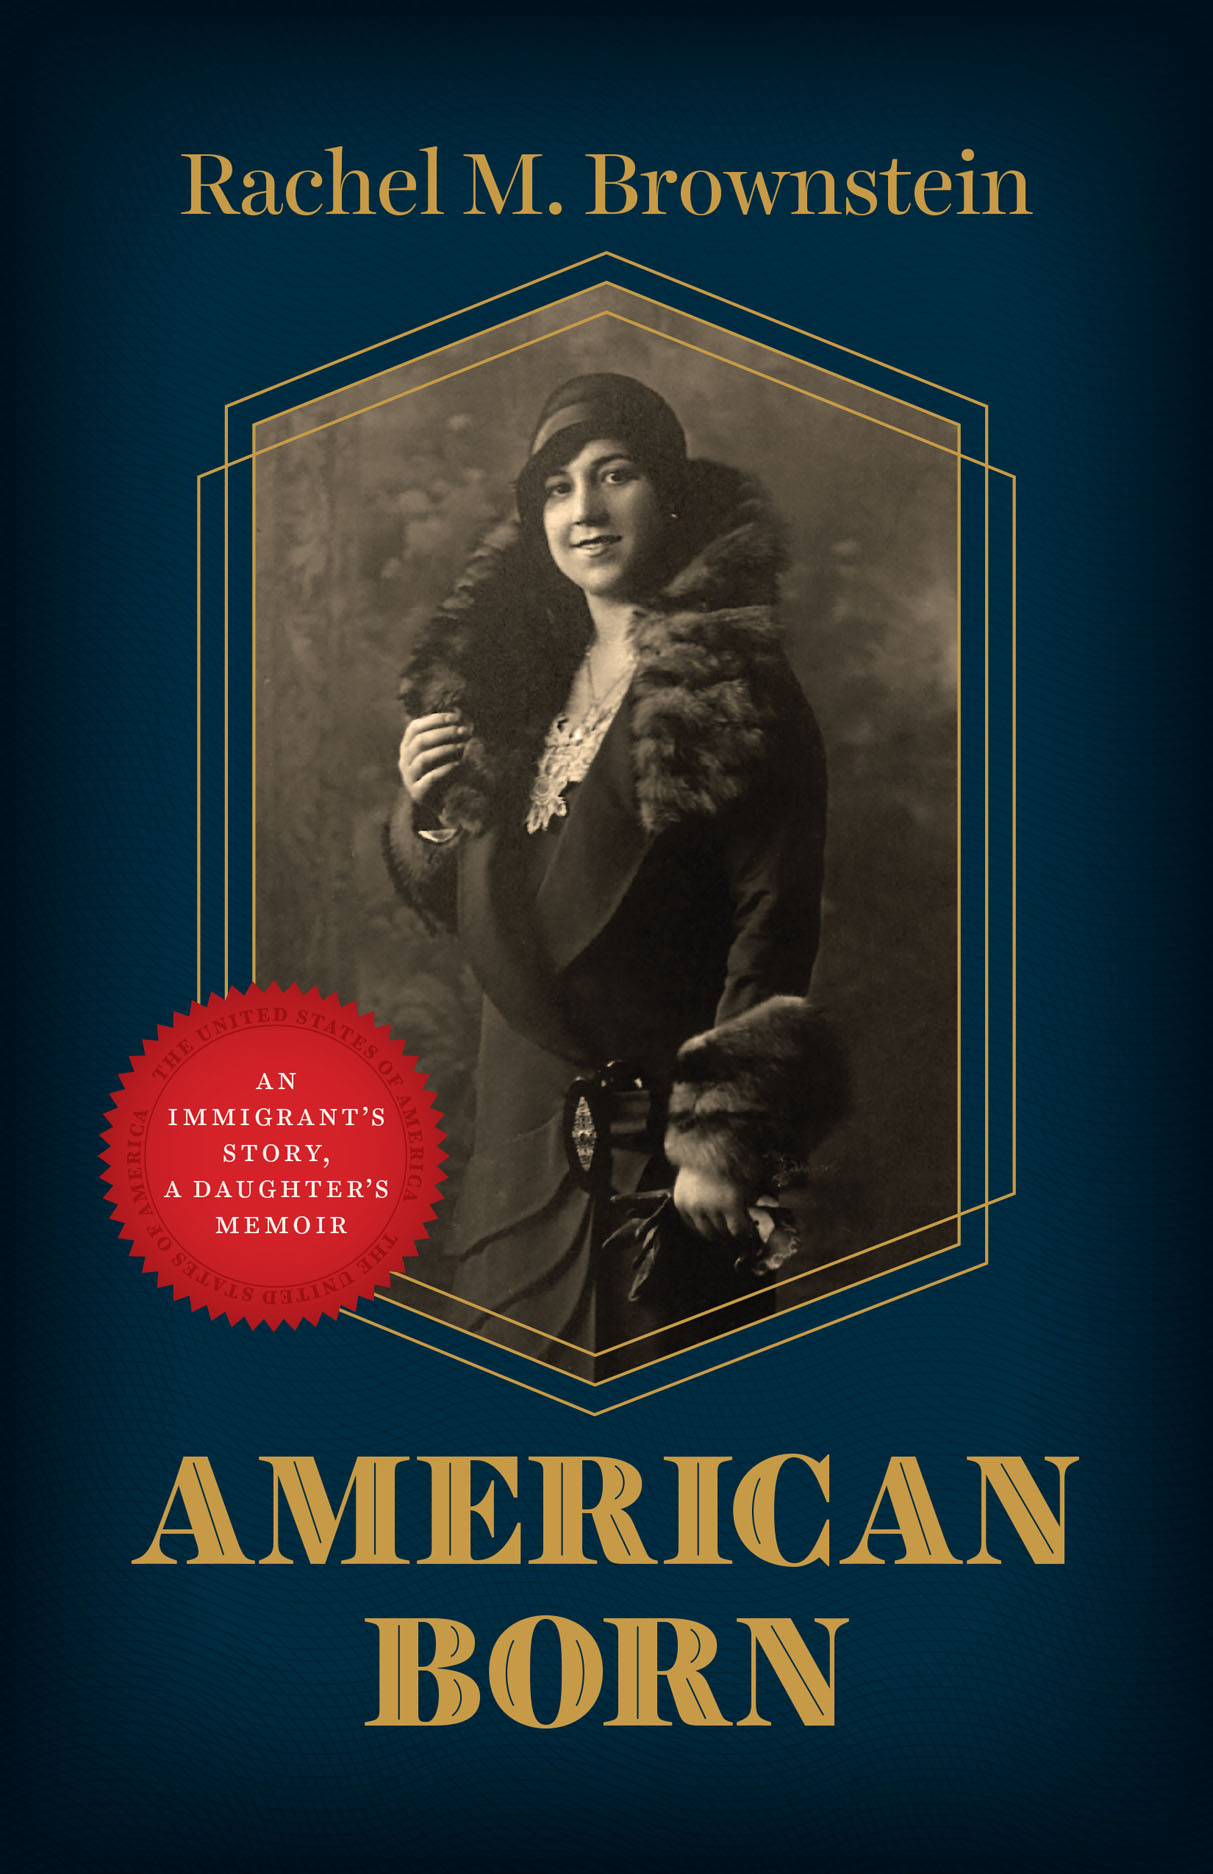 Rachel M. Brownstein
THE UNITED STATES OF AMERICA
AN
IMMIGRANT’S
STORY,
A DAUGHTER’S
MEMOIR
THE UNITED STATES OF AMERICA
AMERICAN
BORN